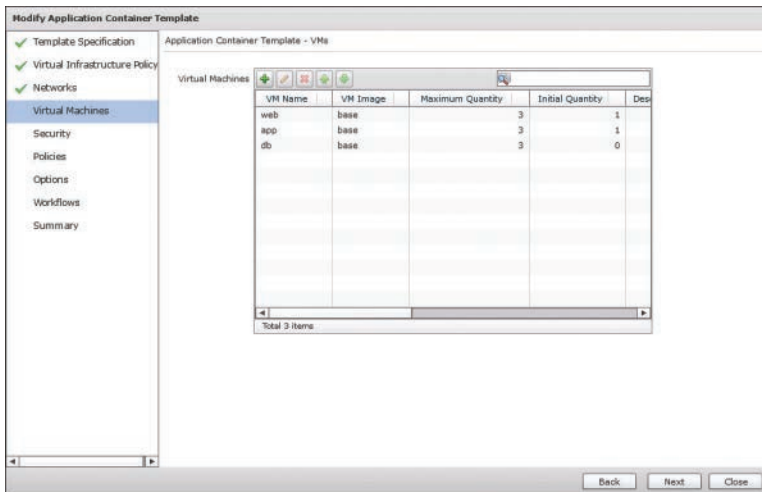 Modify Application Container Template
Template Specification
Virtual Infrastructure Policy
Networks
Virtual Machines
Security
Policies
Options
Workflows
Summary
Application Container Template - VMs
Virtual Machines
VM Name VM Image Maximum Quantity Initial Quantity Des
web base 3 1
app base 3 1
db base 3 0
Total 3 items
Back Next Close